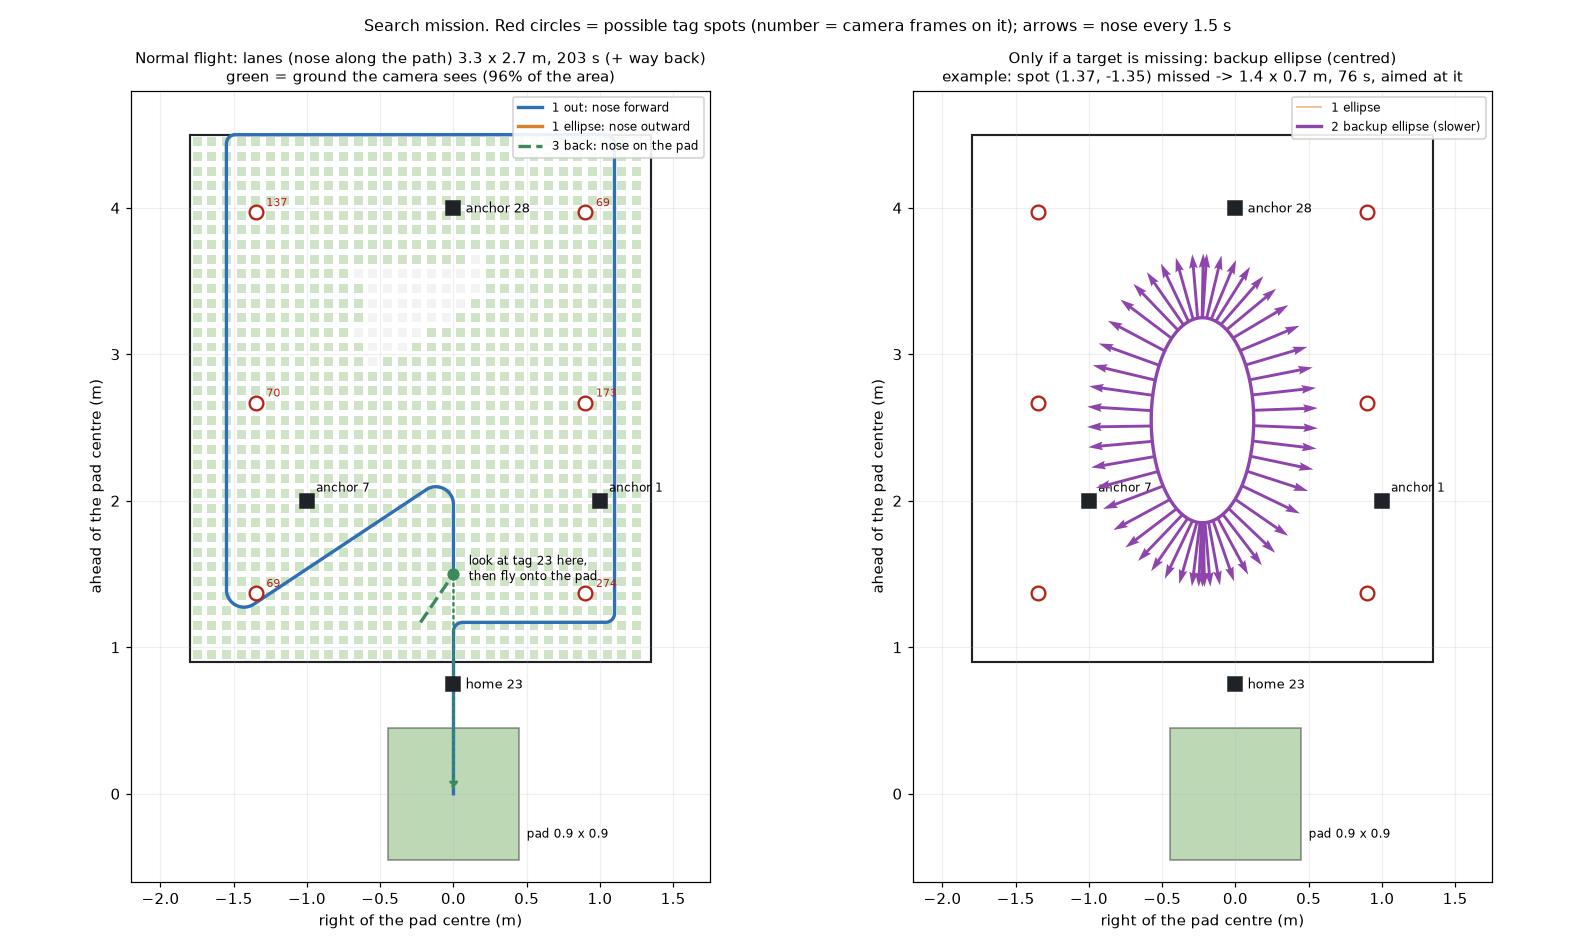 Search mission. Red circles = possible tag spots (number = camera frames on it); arrows = nose every 1.5 s
Normal flight: lanes (nose along the path) 3.3 x 2.7 m, 203 s (+ way back)
green = ground the camera sees (96% of the area)
1 out: nose forward
1 ellipse: nose outward
3 back: nose on the pad
137
69
anchor 28
70
173
anchor 7
anchor 1
look at tag 23 here,
then fly onto the pad
69
274
home 23
pad 0.9 x 0.9
4
3
2
1
0
ahead of the pad centre (m)
−2.0 −1.5 −1.0 −0.5 0.0 0.5 1.0 1.5
right of the pad centre (m)
Only if a target is missing: backup ellipse (centred)
example: spot (1.37, -1.35) missed -> 1.4 x 0.7 m, 76 s, aimed at it
1 ellipse
2 backup ellipse (slower)
anchor 28
anchor 7
anchor 1
home 23
pad 0.9 x 0.9
4
3
2
1
0
ahead of the pad centre (m)
−2.0 −1.5 −1.0 −0.5 0.0 0.5 1.0 1.5
right of the pad centre (m)